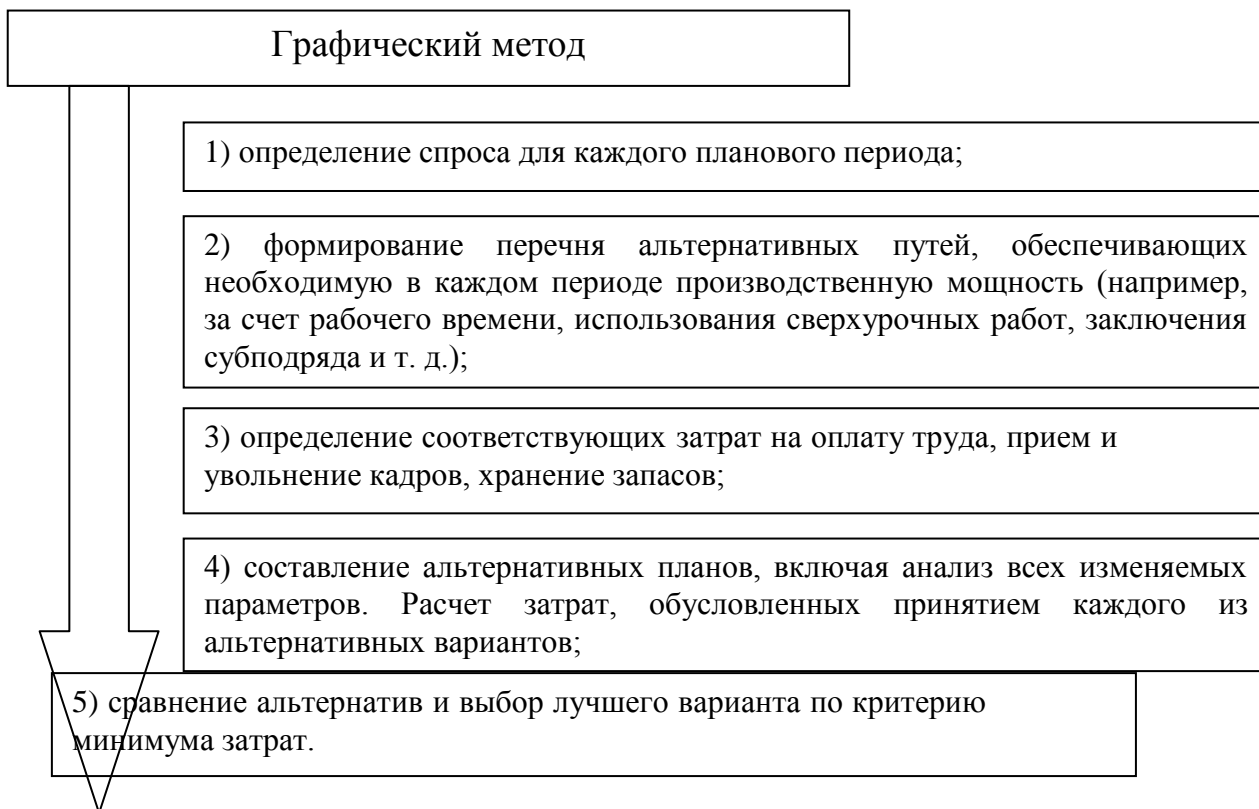 Графический метод
1) определение спроса для каждого планового периода;
2) формирование перечня альтернативных путей, обеспечивающих
необходимую в каждом периоде производственную мощность (например,
за счет рабочего времени, использования сверхурочных работ, заключения
субподряда и т. д.);
3) определение соответствующих затрат на оплату труда, прием и
увольнение кадров, хранение запасов;
4) составление альтернативных планов, включая анализ всех изменяемых
параметров. Расчет затрат, обусловленных принятием каждого из
альтернативных вариантов;
5) сравнение альтернатив и выбор лучшего варианта по критерию
минимума затрат.